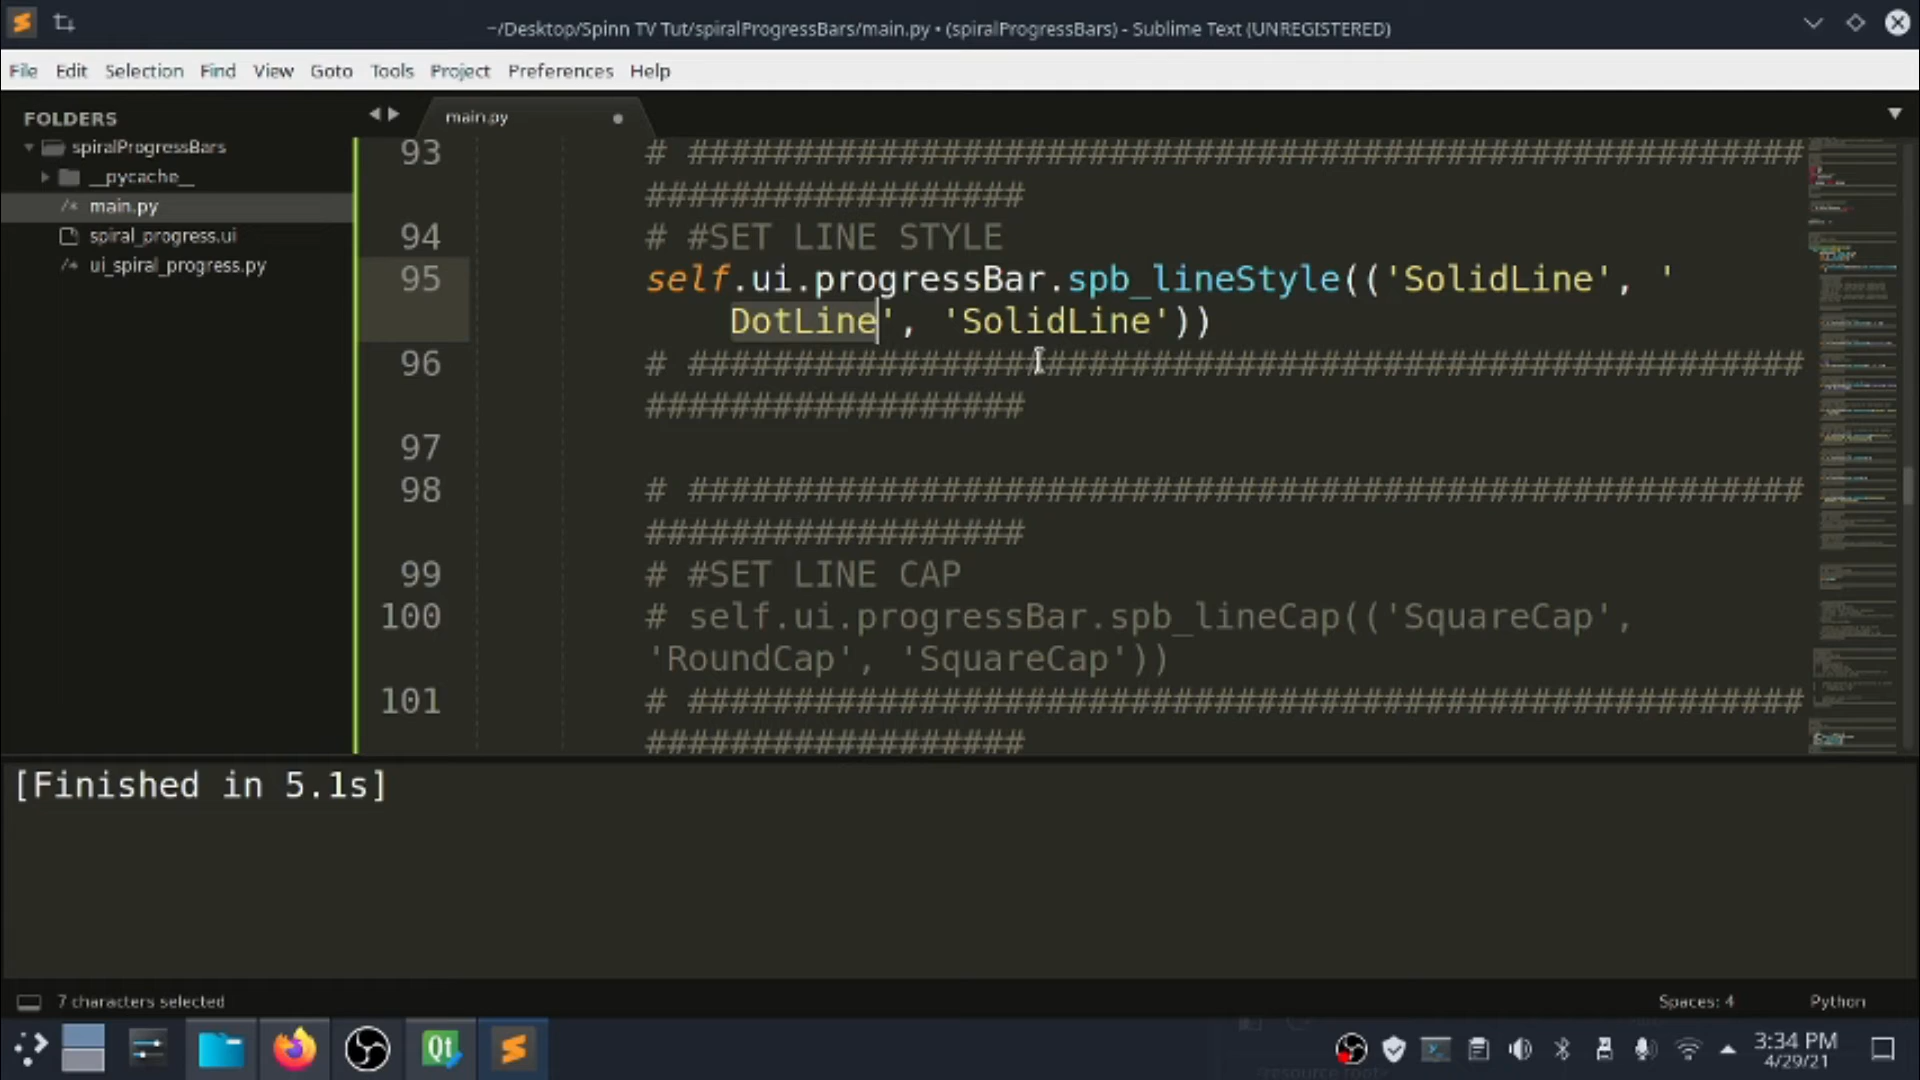 ~/Desktop/Spinn TV Tut/spiralProgressBars/main.py • (spiralProgressBars) - Sublime Text (UNREGISTERED)
File Edit Selection Find View Goto Tools Project Preferences Help
FOLDERS
spiralProgressBars
__pycache__
main.py
spiral_progress.ui
ui_spiral_progress.py
main.py
93 # #####################################################
##################
94 # #SET LINE STYLE
95 self.ui.progressBar.spb_lineStyle(('SolidLine', '
DotLine', 'SolidLine'))
96 # #####################################################
##################
97
98 # #####################################################
##################
99 # #SET LINE CAP
100 # self.ui.progressBar.spb_lineCap(('SquareCap',
'RoundCap', 'SquareCap'))
101 # #####################################################
##################
[Finished in 5.1s]
7 characters selected Spaces: 4 Python
3:34 PM
4/29/21